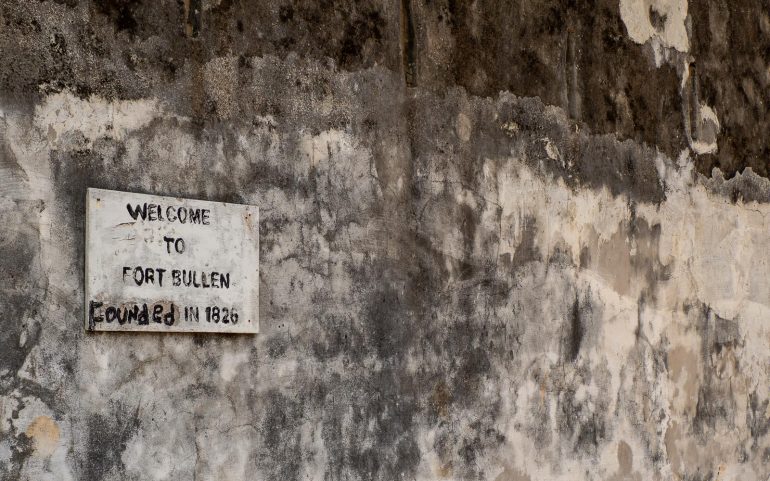 WELCOME
TO
FORT BULLEN
Founded IN 1826